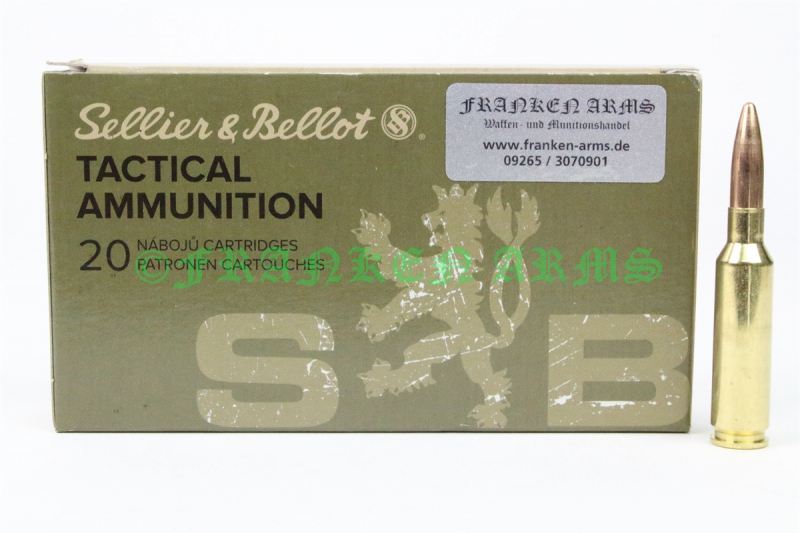 Sellier & Bellot SB ®
TACTICAL
AMMUNITION
20 NÁBOJŮ CARTRIDGES
PATRONEN CARTOUCHES
FRANKEN ARMS
Waffen- und Munitionshandel
www.franken-arms.de
09265 / 3070901
©FRANKEN ARMS
S B